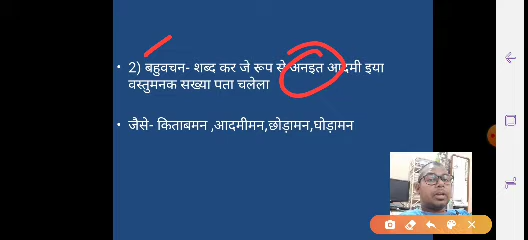 • 2) बहुवचन- शब्द कर जे रूप से अनइत आदमी इया
वस्तुमनक सख्या पता चलेला
• जैसे- किताबमन ,आदमीमन,छोड़ामन,घोड़ामन